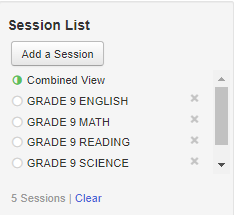 Session List
Add a Session
Combined View
GRADE 9 ENGLISH
GRADE 9 MATH
GRADE 9 READING
GRADE 9 SCIENCE
5 Sessions | Clear